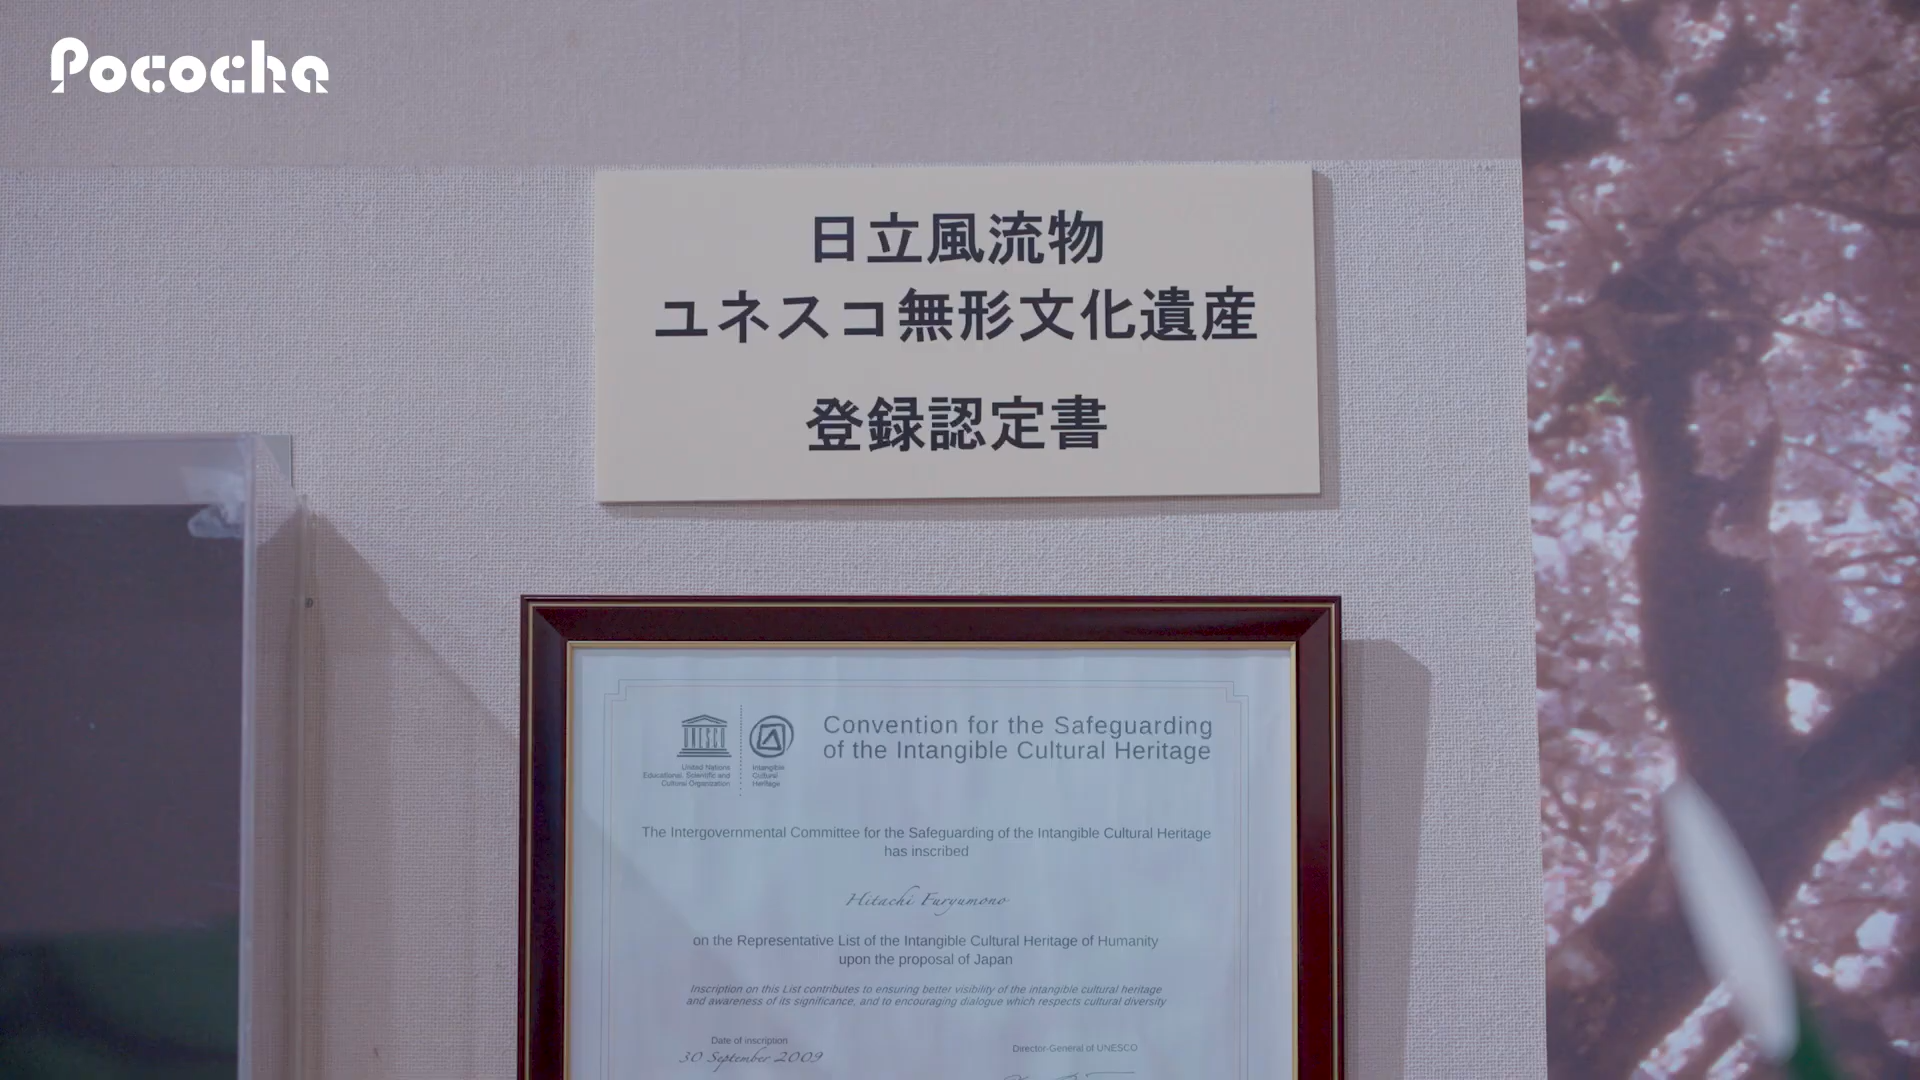 Pococha
日立風流物
ユネスコ無形文化遺産
登録認定書
UNESCO
United Nations
Educational, Scientific and
Cultural Organization
Intangible
Cultural
Heritage
Convention for the Safeguarding
of the Intangible Cultural Heritage
The Intergovernmental Committee for the Safeguarding of the Intangible Cultural Heritage
has inscribed
Hitachi Furyumono
on the Representative List of the Intangible Cultural Heritage of Humanity
upon the proposal of Japan
Inscription on this List contributes to ensuring better visibility of the intangible cultural heritage
and awareness of its significance, and to encouraging dialogue which respects cultural diversity
Date of inscription
30 September 2009
Director-General of UNESCO